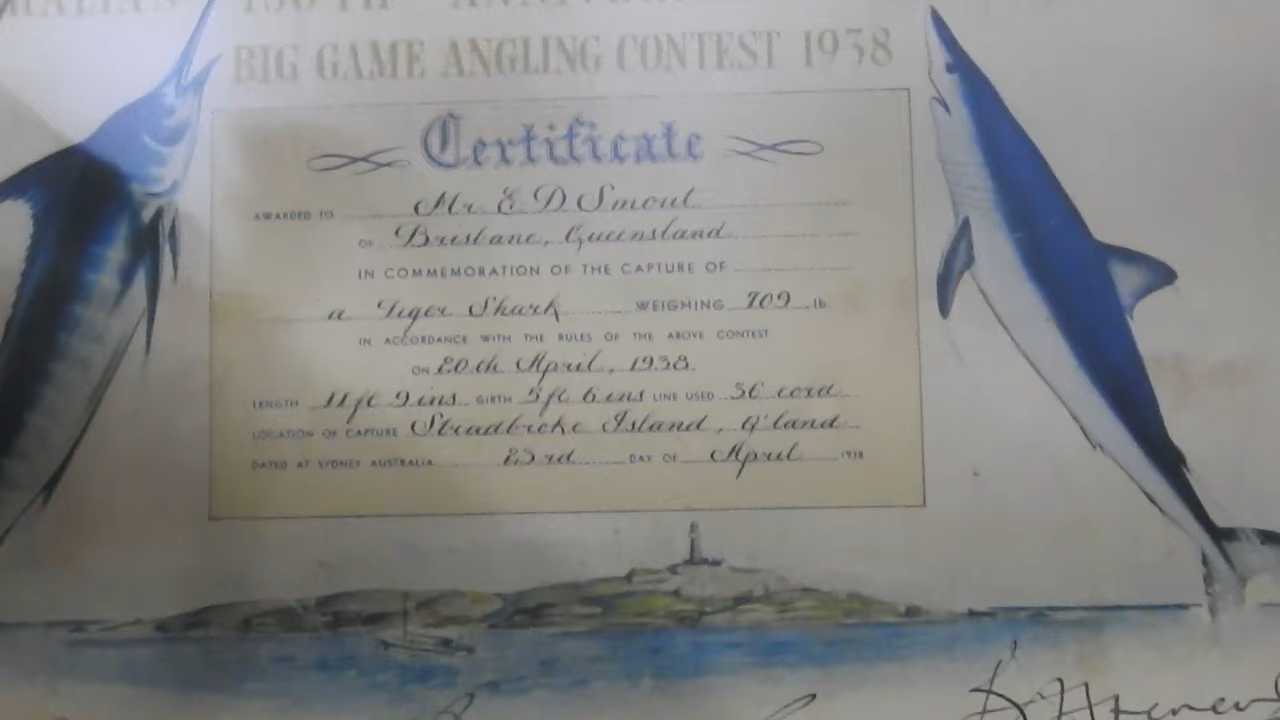 150TH
BIG GAME ANGLING CONTEST 1938
Certificate
AWARDED TO Mr. E. D. Smout
OF Brisbane, Queensland
IN COMMEMORATION OF THE CAPTURE OF
a Tiger Shark WEIGHING 709 lb
IN ACCORDANCE WITH THE RULES OF THE ABOVE CONTEST
ON 20th April, 1938.
LENGTH 11ft 9ins GIRTH 5ft 6ins LINE USED 36 cord
LOCATION OF CAPTURE Stradbroke Island, Q'land
DATED AT SYDNEY AUSTRALIA 23rd DAY OF April 1938